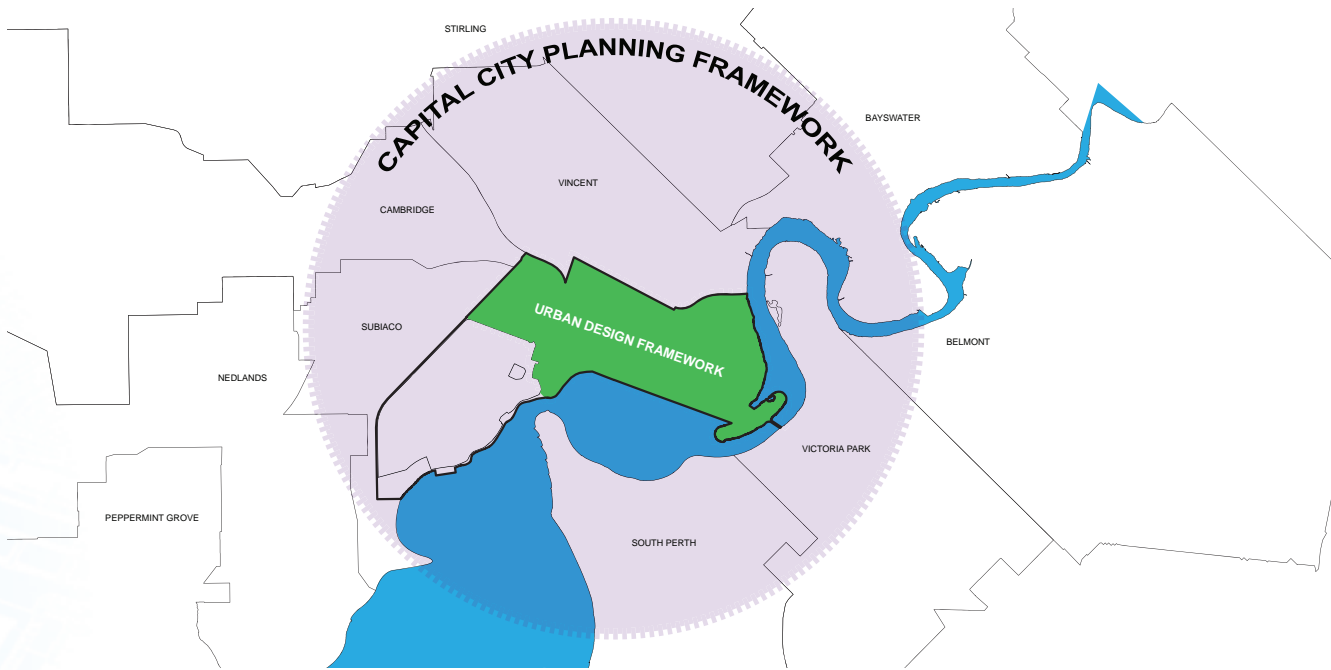 STIRLING
CAPITAL CITY PLANNING FRAMEWORK
BAYSWATER
VINCENT
CAMBRIDGE
URBAN DESIGN FRAMEWORK
SUBIACO
BELMONT
NEDLANDS
VICTORIA PARK
PEPPERMINT GROVE
SOUTH PERTH